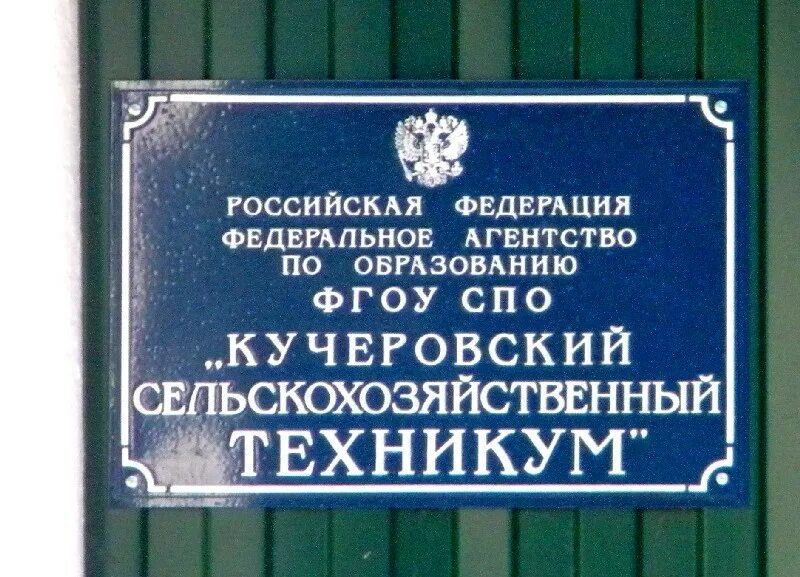 РОССИЙСКАЯ ФЕДЕРАЦИЯ
ФЕДЕРАЛЬНОЕ АГЕНТСТВО
ПО ОБРАЗОВАНИЮ
ФГОУ СПО
„КУЧЕРОВСКИЙ
СЕЛЬСКОХОЗЯЙСТВЕННЫЙ
ТЕХНИКУМ"